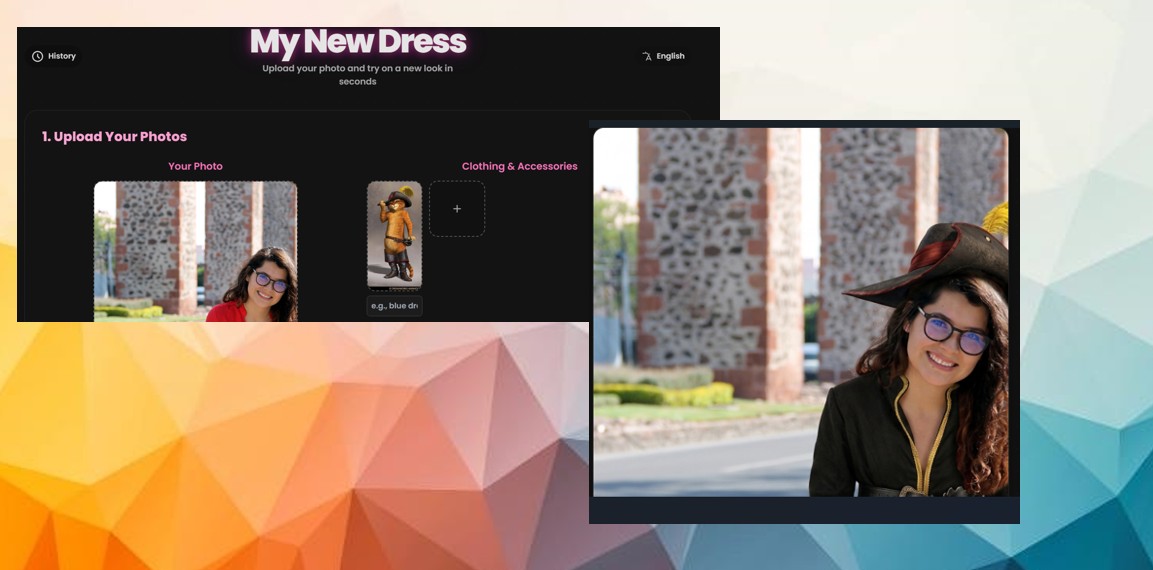 My New Dress
History
English
Upload your photo and try on a new look in
seconds
1. Upload Your Photos
Your Photo
Clothing & Accessories
+
e.g., blue dr